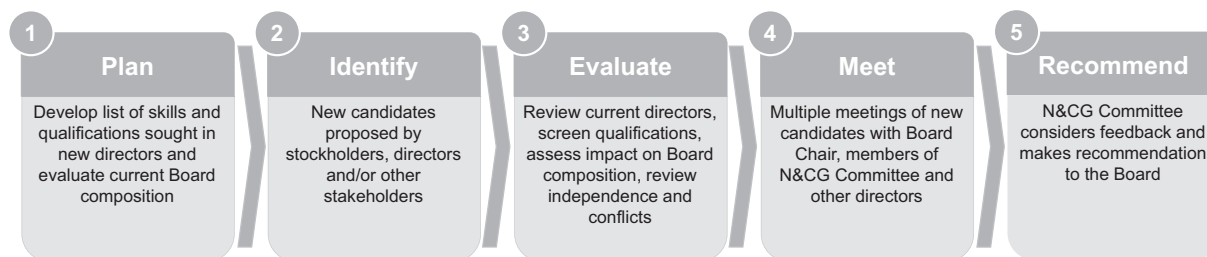 1
Plan
Develop list of skills and
qualifications sought in
new directors and
evaluate current Board
composition
2
Identify
New candidates
proposed by
stockholders, directors
and/or other
stakeholders
3
Evaluate
Review current directors,
screen qualifications,
assess impact on Board
composition, review
independence and
conflicts
4
Meet
Multiple meetings of new
candidates with Board
Chair, members of
N&CG Committee and
other directors
5
Recommend
N&CG Committee
considers feedback and
makes recommendation
to the Board